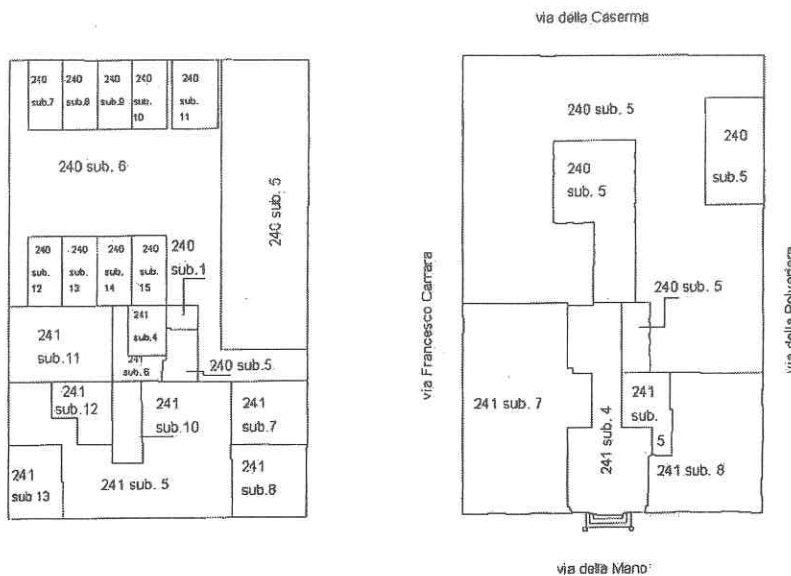 via della Caserma
240
sub.7
240
sub.8
240
sub.9
240
sub.
10
240
sub.
11
240 sub. 6
240 sub. 5
240
sub.
12
240
sub.
13
240
sub.
14
240
sub.
15
240
sub.1
241
sub.11
241
sub.4
241
sub.6
240 sub.5
241
sub.12
241
sub.10
241
sub.7
241
sub 13
241 sub. 5
241
sub.8
240 sub. 5
240
sub.5
240
sub. 5
240 sub. 5
via Francesco Carrara
via della Polveriera
241 sub. 7
241 sub. 4
241
sub.
5
241 sub. 8
via della Mano